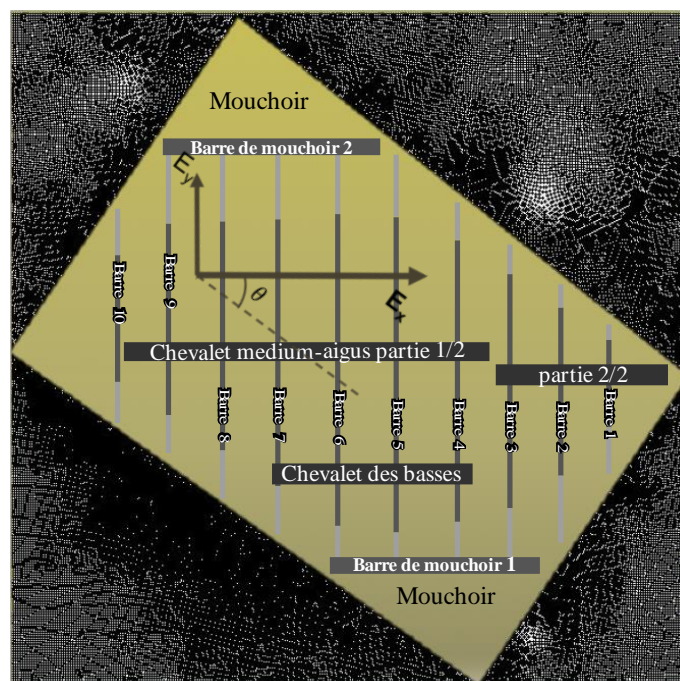 Mouchoir
Barre de mouchoir 2
E_y
θ
E_x
Barre 10
Barre 9
Chevalet medium-aigus partie 1/2
partie 2/2
Barre 8
Barre 7
Barre 6
Barre 5
Barre 4
Barre 3
Barre 2
Barre 1
Chevalet des basses
Barre de mouchoir 1
Mouchoir